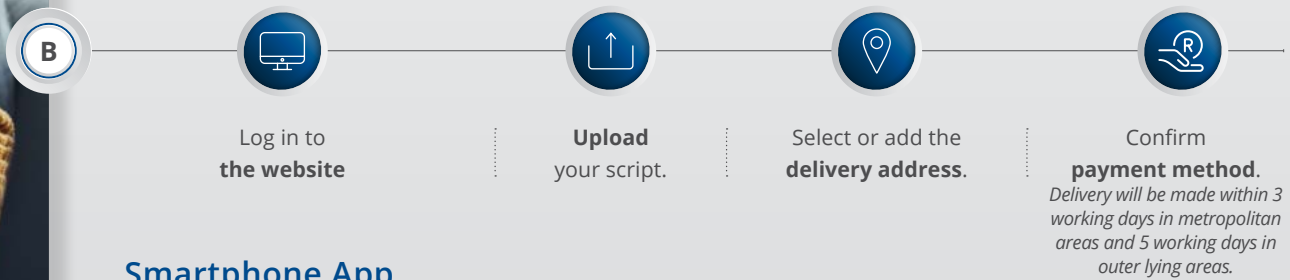 B
R
Log in to
the website
Upload
your script.
Select or add the
delivery address.
Confirm
payment method.
Delivery will be made within 3
working days in metropolitan
areas and 5 working days in
outer lying areas.
Smartphone App